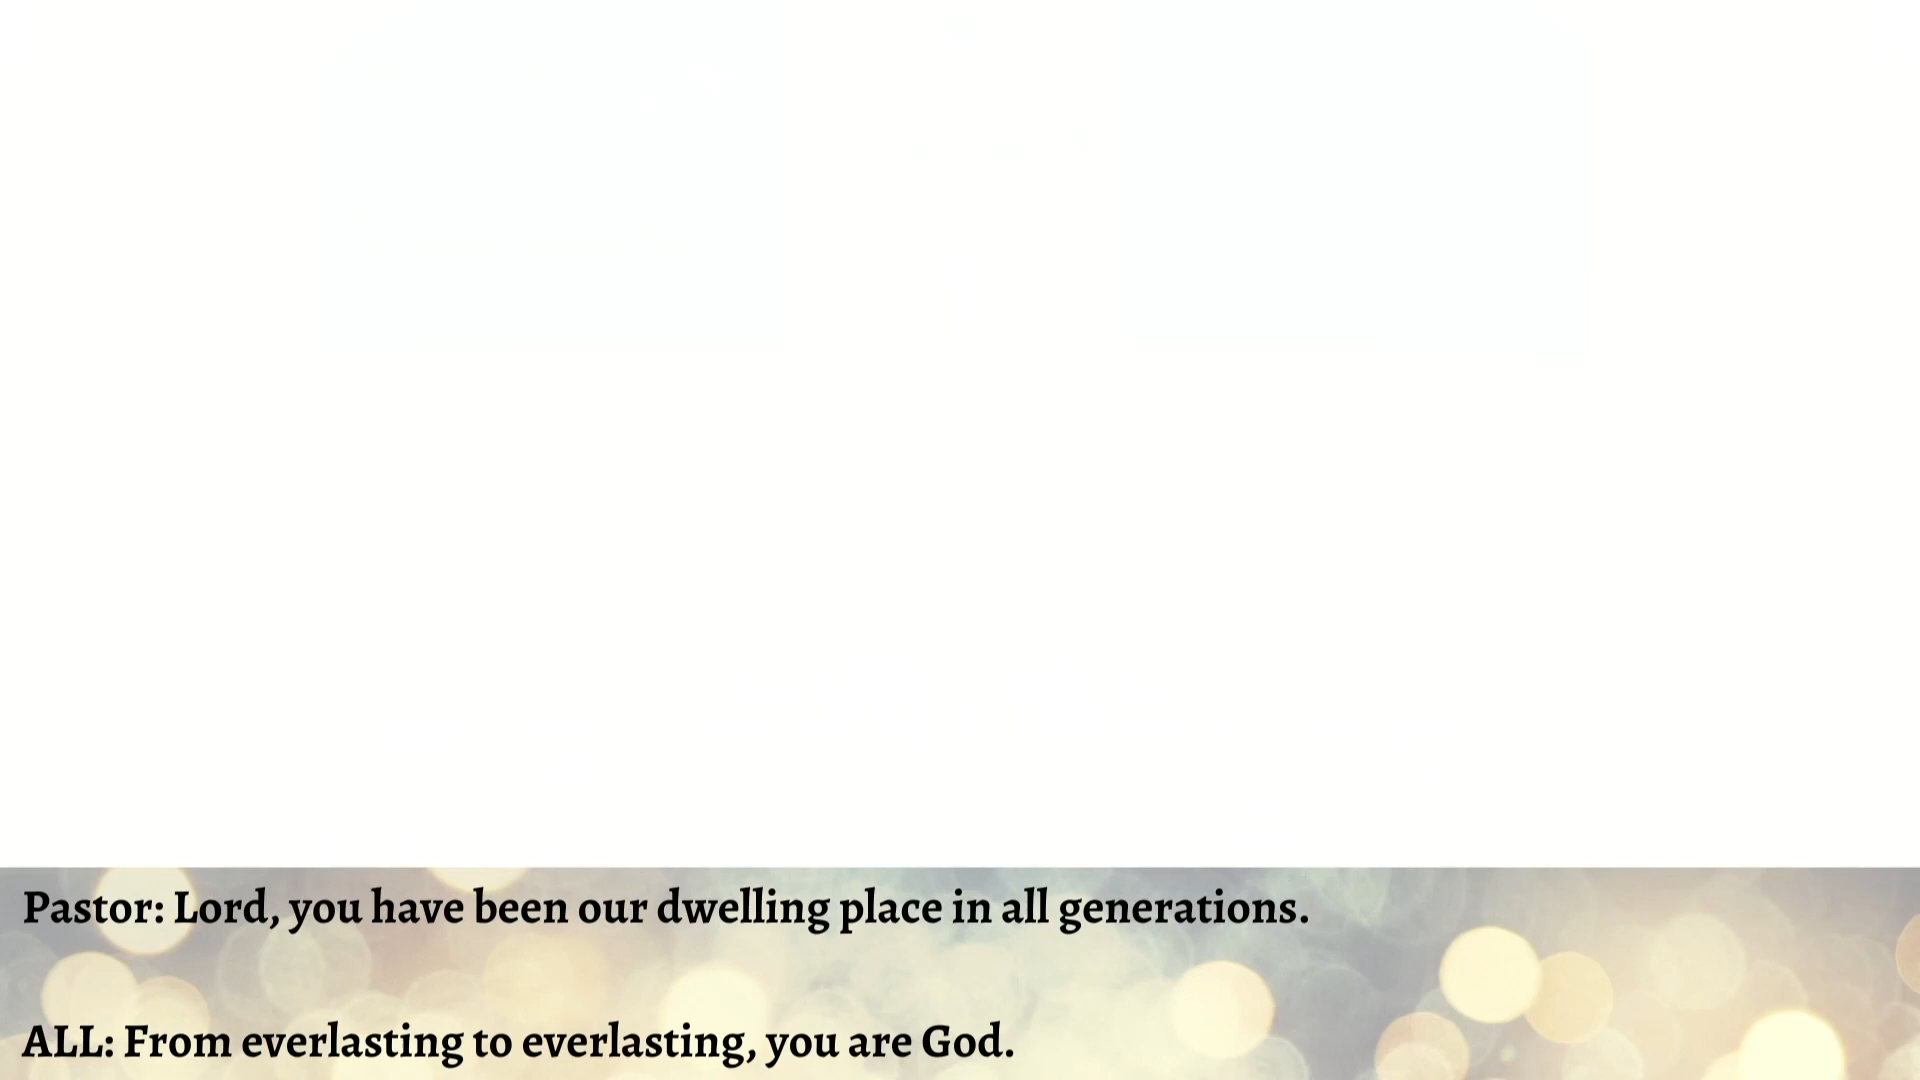 Pastor: Lord, you have been our dwelling place in all generations.
ALL: From everlasting to everlasting, you are God.